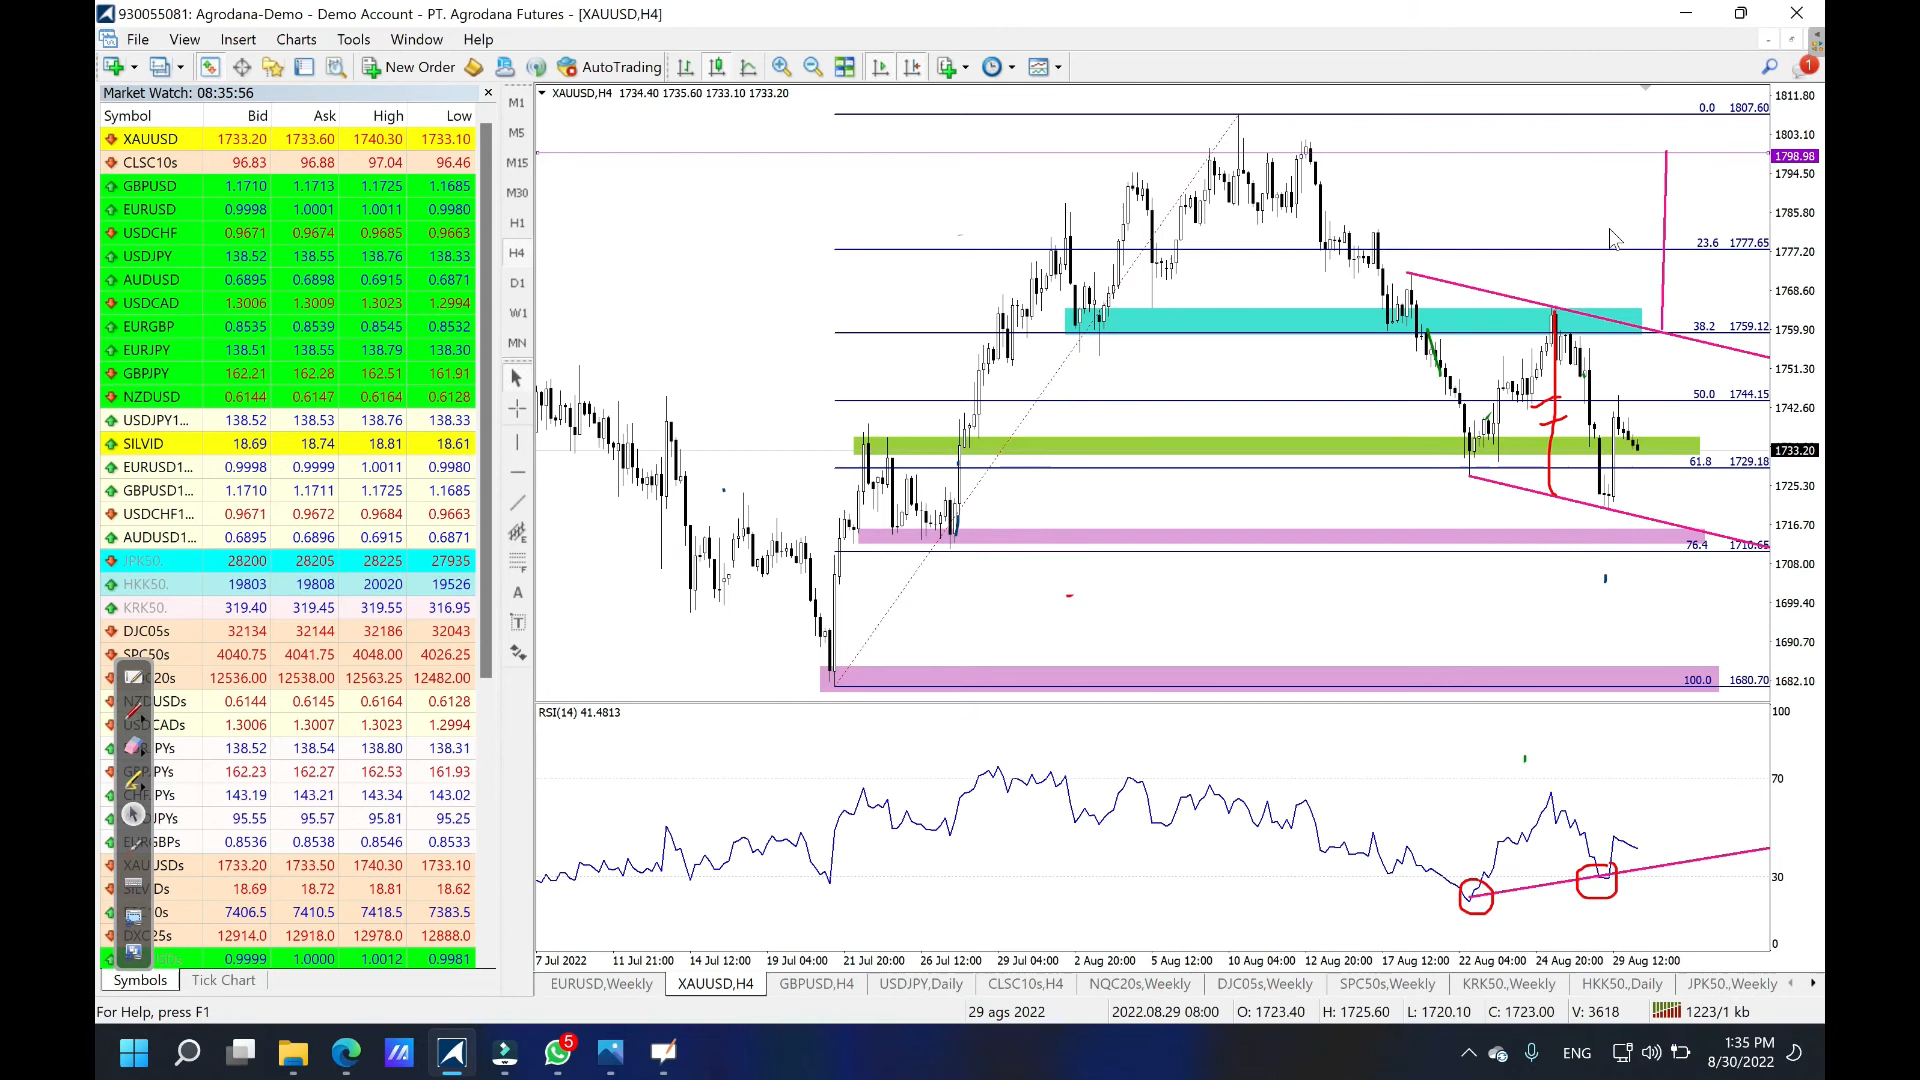 930055081: Agrodana-Demo - Demo Account - PT. Agrodana Futures - [XAUUSD,H4]
File View Insert Charts Tools Window Help
New Order AutoTrading 1
Market Watch: 08:35:56
Symbol Bid Ask High Low
XAUUSD 1733.20 1733.60 1740.30 1733.10
CLSC10s 96.83 96.88 97.04 96.46
GBPUSD 1.1710 1.1713 1.1725 1.1685
EURUSD 0.9998 1.0001 1.0011 0.9980
USDCHF 0.9671 0.9674 0.9685 0.9663
USDJPY 138.52 138.55 138.76 138.33
AUDUSD 0.6895 0.6898 0.6915 0.6871
USDCAD 1.3006 1.3009 1.3023 1.2994
EURGBP 0.8535 0.8539 0.8545 0.8532
EURJPY 138.51 138.55 138.79 138.30
GBPJPY 162.21 162.28 162.51 161.91
NZDUSD 0.6144 0.6147 0.6164 0.6128
USDJPY1... 138.52 138.53 138.76 138.33
SILVID 18.69 18.74 18.81 18.61
EURUSD1... 0.9998 0.9999 1.0011 0.9980
GBPUSD1... 1.1710 1.1711 1.1725 1.1685
USDCHF1... 0.9671 0.9672 0.9684 0.9663
AUDUSD1... 0.6895 0.6896 0.6915 0.6871
JPK50. 28200 28205 28225 27935
HKK50. 19803 19808 20020 19526
KRK50. 319.40 319.45 319.55 316.95
DJC05s 32134 32144 32186 32043
SPC50s 4040.75 4041.75 4048.00 4026.25
20s 12536.00 12538.00 12563.25 12482.00
NZDUSDs 0.6144 0.6145 0.6164 0.6128
USDCADs 1.3006 1.3007 1.3023 1.2994
JPYs 138.52 138.54 138.80 138.31
GBPJPYs 162.23 162.27 162.53 161.93
CHFJPYs 143.19 143.21 143.34 143.02
JPYs 95.55 95.57 95.81 95.25
EURGBPs 0.8536 0.8538 0.8546 0.8533
XAUUSDs 1733.20 1733.50 1740.30 1733.10
SILVIDs 18.69 18.72 18.81 18.62
10s 7406.5 7410.5 7418.5 7383.5
DXC25s 12914.0 12918.0 12978.0 12888.0
0.9999 1.0000 1.0012 0.9981
Symbols Tick Chart
M1
M5
M15
M30
H1
H4
D1
W1
MN
A
T
XAUUSD,H4 1734.40 1735.60 1733.10 1733.20
0.0 1807.60
23.6 1777.65
38.2 1759.12
50.0 1744.15
61.8 1729.18
76.4 1710.65
100.0 1680.70
1811.80
1803.10
1798.98
1794.50
1785.80
1777.20
1768.60
1759.90
1751.30
1742.60
1733.20
1725.30
1716.70
1708.00
1699.40
1690.70
1682.10
RSI(14) 41.4813
100
70
30
0
7 Jul 2022 11 Jul 21:00 14 Jul 12:00 19 Jul 04:00 21 Jul 20:00 26 Jul 12:00 29 Jul 04:00 2 Aug 20:00 5 Aug 12:00 10 Aug 04:00 12 Aug 20:00 17 Aug 12:00 22 Aug 04:00 24 Aug 20:00 29 Aug 12:00
EURUSD,Weekly XAUUSD,H4 GBPUSD,H4 USDJPY,Daily CLSC10s,H4 NQC20s,Weekly DJC05s,Weekly SPC50s,Weekly KRK50.,Weekly HKK50.,Daily JPK50.,Weekly
For Help, press F1 29 ags 2022 2022.08.29 08:00 O: 1723.40 H: 1725.60 L: 1720.10 C: 1723.00 V: 3618 1223/1 kb
5
ENG
1:35 PM
8/30/2022